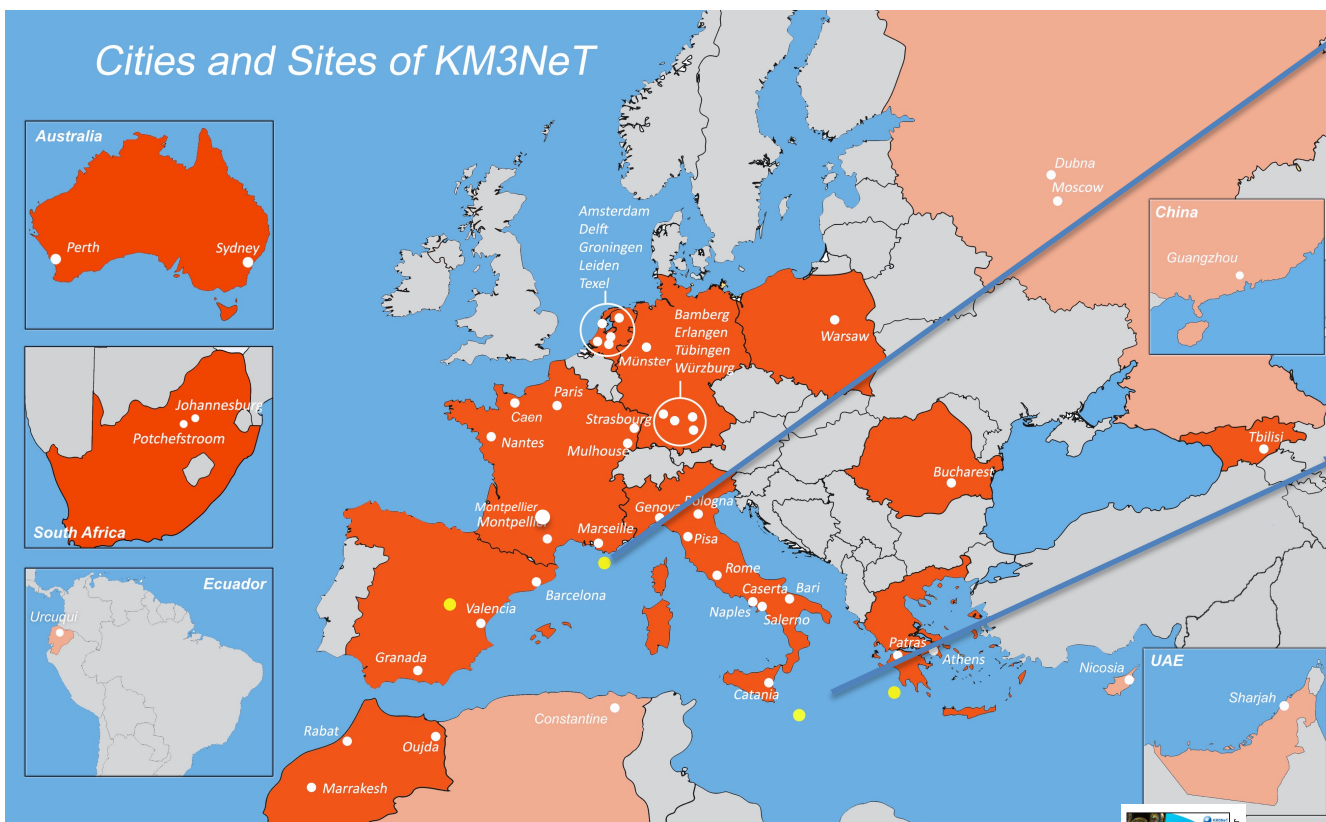 Cities and Sites of KM3NeT
Australia
Perth
Sydney
Johannesburg
Potchefstroom
South Africa
Ecuador
Urcuqui
Amsterdam
Delft
Groningen
Leiden
Texel
Bamberg
Erlangen
Tübingen
Würzburg
Münster
Warsaw
Dubna
Moscow
China
Guangzhou
Paris
Caen
Strasbourg
Nantes
Mulhouse
Montpellier
Montpellier
Marseille
Genova
Bologna
Pisa
Rome
Caserta
Bari
Naples
Salerno
Catania
Barcelona
Valencia
Granada
Bucharest
Tbilisi
Patras
Athens
Nicosia
UAE
Sharjah
Rabat
Oujda
Constantine
Marrakesh